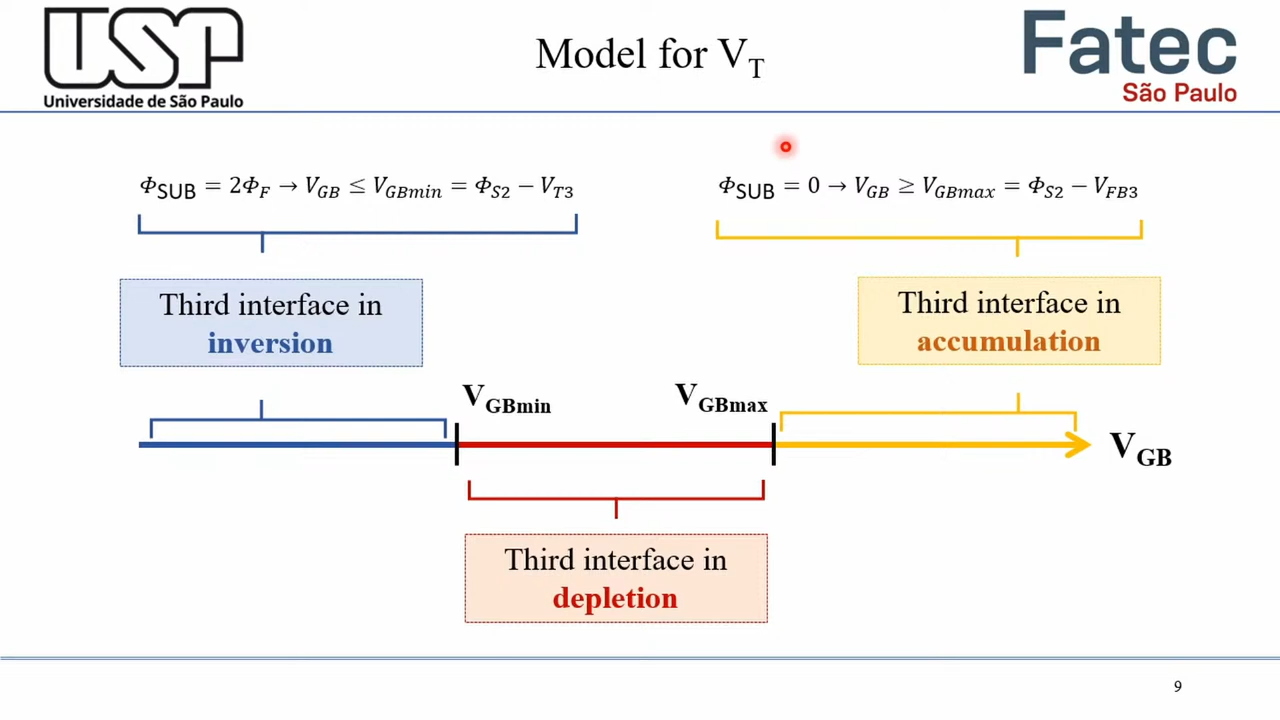 USP
Universidade de São Paulo
Model for V_T
Fatec
São Paulo
Φ_SUB = 2Φ_F → V_GB ≤ V_GBmin = Φ_S2 − V_T3
Φ_SUB = 0 → V_GB ≥ V_GBmax = Φ_S2 − V_FB3
Third interface in
inversion
Third interface in
accumulation
V_GBmin
V_GBmax
V_GB
Third interface in
depletion
9